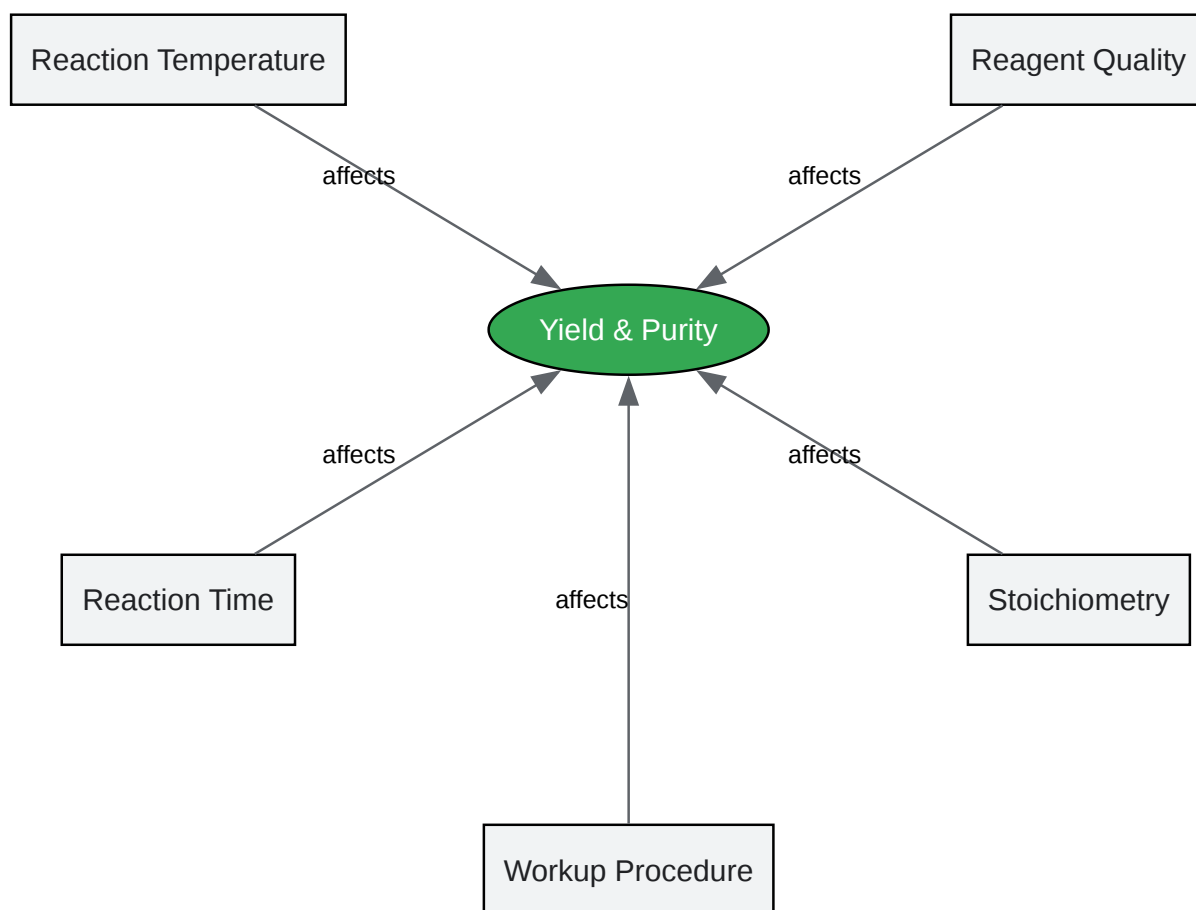 Reaction Temperature
Reagent Quality
affects
affects
Yield & Purity
affects
affects
Reaction Time
affects
Stoichiometry
Workup Procedure